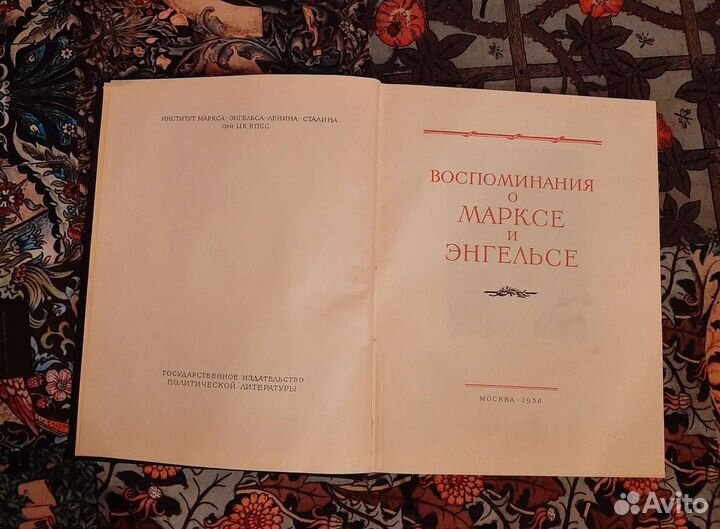 ИНСТИТУТ МАРКСА-ЭНГЕЛЬСА-ЛЕНИНА-СТАЛИНА
ПРИ ЦК КПСС
ГОСУДАРСТВЕННОЕ ИЗДАТЕЛЬСТВО
ПОЛИТИЧЕСКОЙ ЛИТЕРАТУРЫ
ВОСПОМИНАНИЯ
О
МАРКСЕ
И
ЭНГЕЛЬСЕ
МОСКВА · 1956
Avito